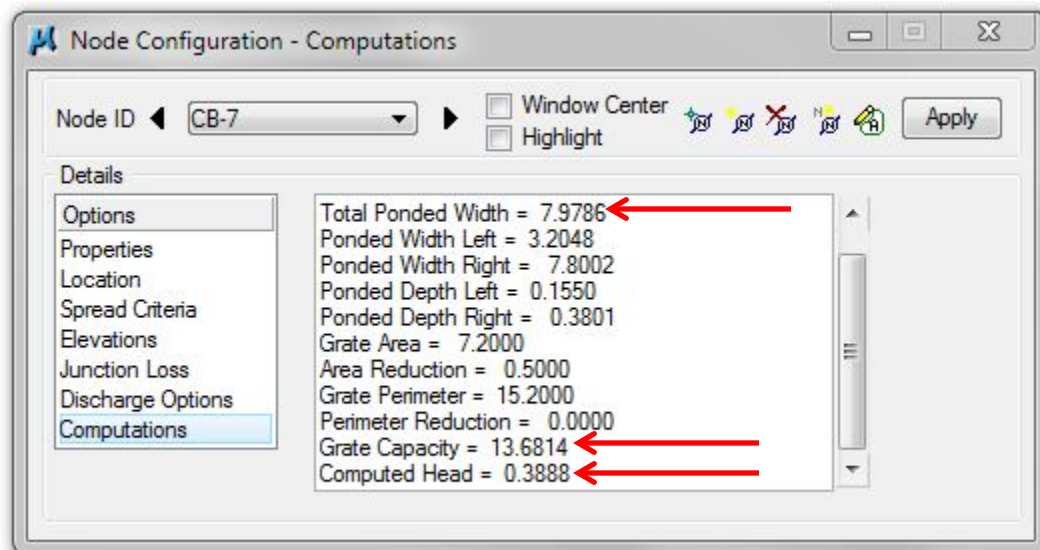 Node Configuration - Computations
Node ID
CB-7
Window Center
Highlight
Apply
Details
Options
Properties
Location
Spread Criteria
Elevations
Junction Loss
Discharge Options
Computations
Total Ponded Width = 7.9786
Ponded Width Left = 3.2048
Ponded Width Right = 7.8002
Ponded Depth Left = 0.1550
Ponded Depth Right = 0.3801
Grate Area = 7.2000
Area Reduction = 0.5000
Grate Perimeter = 15.2000
Perimeter Reduction = 0.0000
Grate Capacity = 13.6814
Computed Head = 0.3888